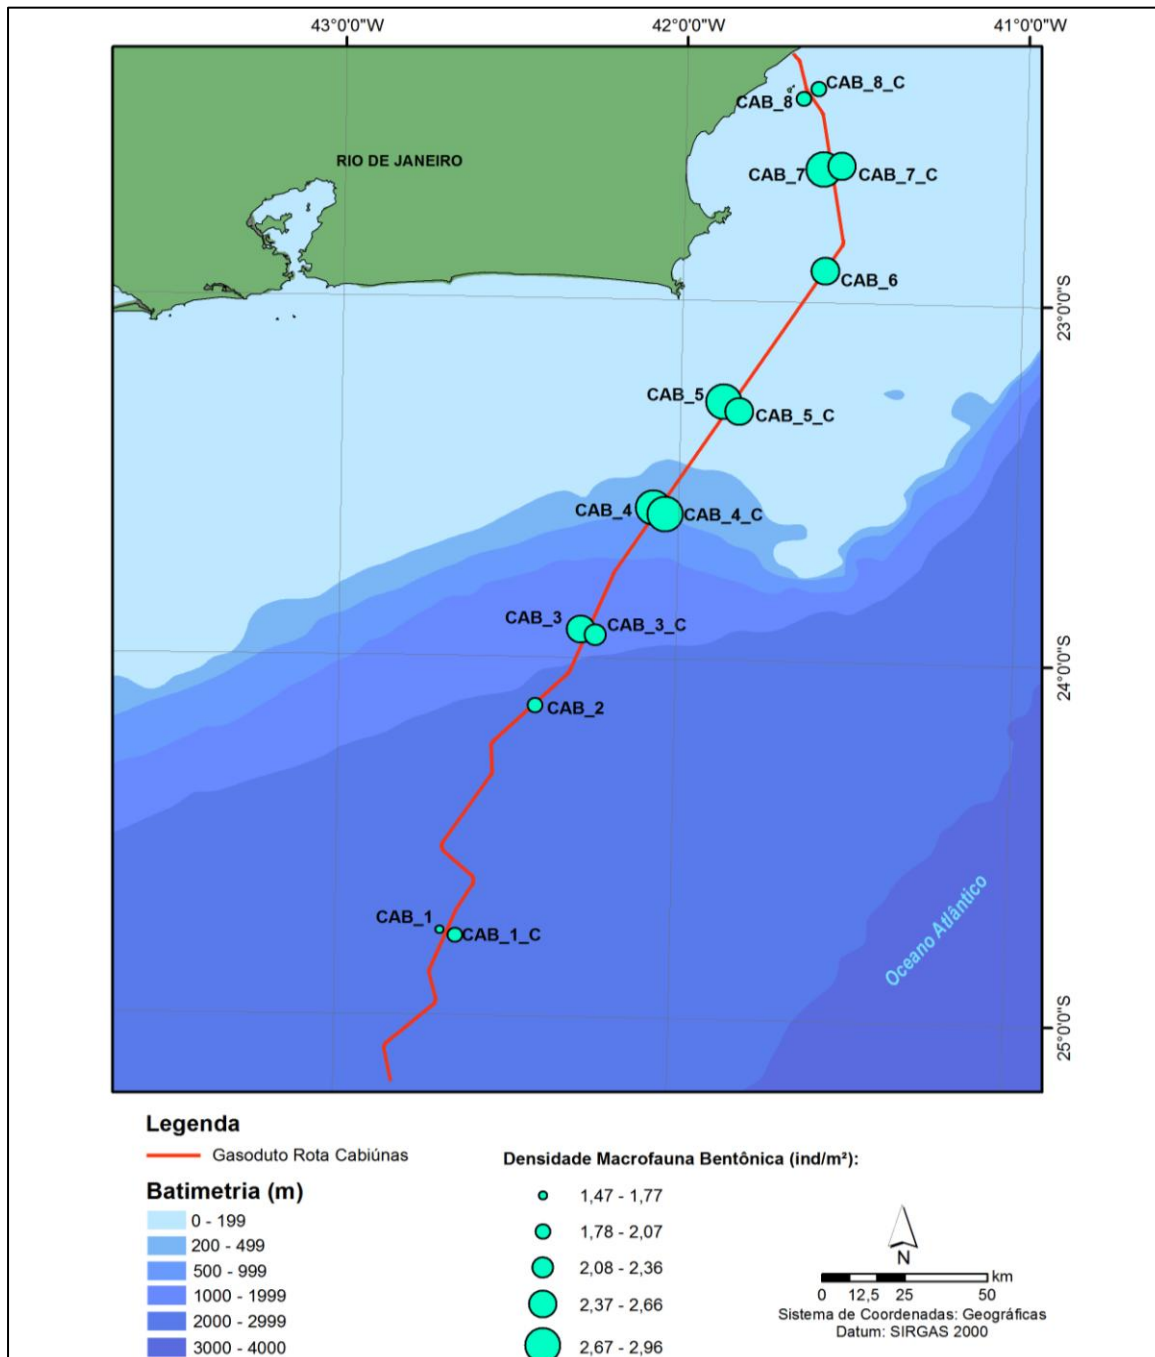 43°0'0"W
42°0'0"W
41°0'0"W
CAB_8_C
CAB_8
RIO DE JANEIRO
CAB_7
CAB_7_C
CAB_6
23°0'0"S
CAB_5
CAB_5_C
CAB_4
CAB_4_C
CAB_3
CAB_3_C
24°0'0"S
CAB_2
CAB_1
CAB_1_C
Oceano Atlântico
25°0'0"S
Legenda
Gasoduto Rota Cabiúnas
Batimetria (m)
0 - 199
200 - 499
500 - 999
1000 - 1999
2000 - 2999
3000 - 4000
Densidade Macrofauna Bentônica (ind/m²):
1,47 - 1,77
1,78 - 2,07
2,08 - 2,36
2,37 - 2,66
2,67 - 2,96
N
km
0 12,5 25 50
Sistema de Coordenadas: Geográficas
Datum: SIRGAS 2000